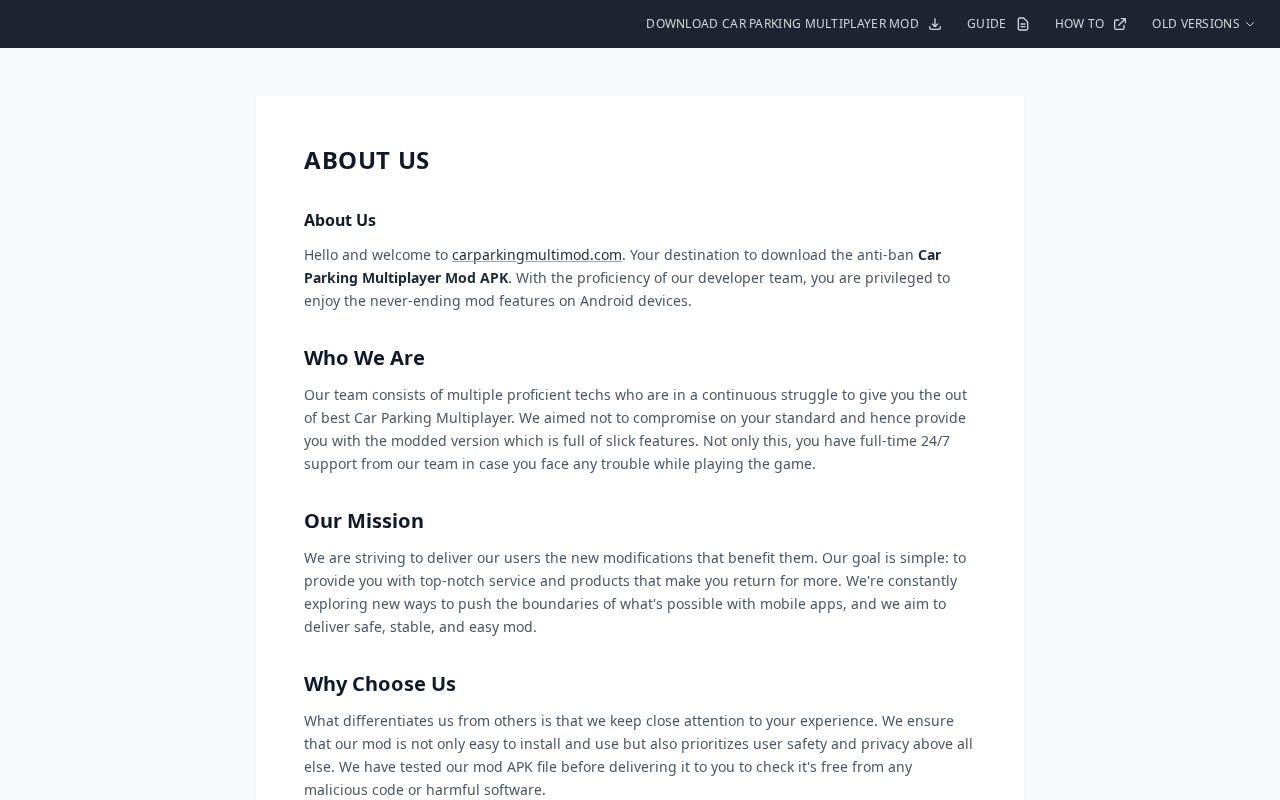 DOWNLOAD CAR PARKING MULTIPLAYER MOD GUIDE HOW TO OLD VERSIONS
ABOUT US
About Us
Hello and welcome to carparkingmultimod.com. Your destination to download the anti-ban Car
Parking Multiplayer Mod APK. With the proficiency of our developer team, you are privileged to
enjoy the never-ending mod features on Android devices.
Who We Are
Our team consists of multiple proficient techs who are in a continuous struggle to give you the out
of best Car Parking Multiplayer. We aimed not to compromise on your standard and hence provide
you with the modded version which is full of slick features. Not only this, you have full-time 24/7
support from our team in case you face any trouble while playing the game.
Our Mission
We are striving to deliver our users the new modifications that benefit them. Our goal is simple: to
provide you with top-notch service and products that make you return for more. We're constantly
exploring new ways to push the boundaries of what's possible with mobile apps, and we aim to
deliver safe, stable, and easy mod.
Why Choose Us
What differentiates us from others is that we keep close attention to your experience. We ensure
that our mod is not only easy to install and use but also prioritizes user safety and privacy above all
else. We have tested our mod APK file before delivering it to you to check it's free from any
malicious code or harmful software.